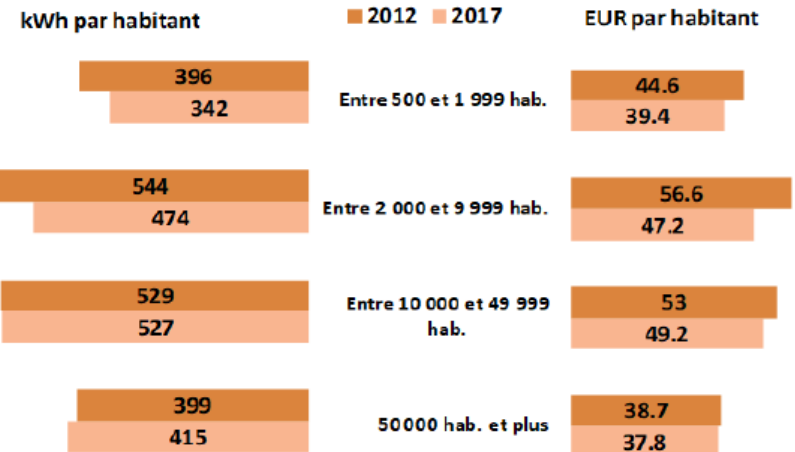 kWh par habitant
2012 2017
EUR par habitant
396
342
Entre 500 et 1 999 hab.
44.6
39.4
544
474
Entre 2 000 et 9 999 hab.
56.6
47.2
529
527
Entre 10 000 et 49 999
hab.
53
49.2
399
415
50000 hab. et plus
38.7
37.8